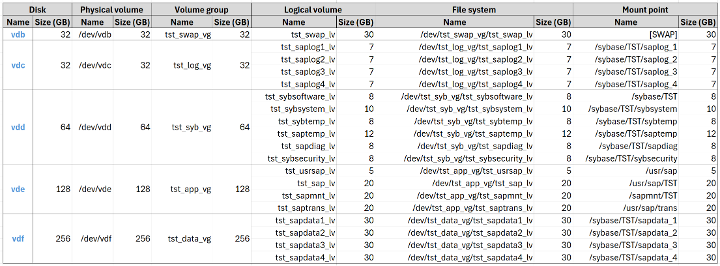 Disk Physical volume Volume group Logical volume File system Mount point
Name Size (GB) Name Size (GB) Name Size (GB) Name Size (GB) Name Size (GB) Name Size (GB)
vdb 32 /dev/vdb 32 tst_swap_vg 32 tst_swap_lv 30 /dev/tst_swap_vg/tst_swap_lv 30 [SWAP] 30
tst_saplog1_lv 7 /dev/tst_log_vg/tst_saplog1_lv 7 /sybase/TST/saplog_1 7
vdc 32 /dev/vdc 32 tst_log_vg 32 tst_saplog2_lv 7 /dev/tst_log_vg/tst_saplog2_lv 7 /sybase/TST/saplog_2 7
tst_saplog3_lv 7 /dev/tst_log_vg/tst_saplog3_lv 7 /sybase/TST/saplog_3 7
tst_saplog4_lv 7 /dev/tst_log_vg/tst_saplog4_lv 7 /sybase/TST/saplog_4 7
tst_sybsoftware_lv 8 /dev/tst_syb_vg/tst_sybsoftware_lv 8 /sybase/TST 8
tst_sybsystem_lv 10 /dev/tst_syb_vg/tst_sybsystem_lv 10 /sybase/TST/sybsystem 10
vdd 64 /dev/vdd 64 tst_syb_vg 64 tst_sybtemp_lv 8 /dev/tst_syb_vg/tst_sybtemp_lv 8 /sybase/TST/sybtemp 8
tst_saptemp_lv 12 /dev/tst_syb_vg/tst_saptemp_lv 12 /sybase/TST/saptemp 12
tst_sapdiag_lv 8 /dev/tst_syb_vg/tst_sapdiag_lv 8 /sybase/TST/sapdiag 8
tst_sybsecurity_lv 8 /dev/tst_syb_vg/tst_sybsecurity_lv 8 /sybase/TST/sybsecurity 8
tst_usrsap_lv 5 /dev/tst_app_vg/tst_usrsap_lv 5 /usr/sap 5
vde 128 /dev/vde 128 tst_app_vg 128 tst_sap_lv 20 /dev/tst_app_vg/tst_sap_lv 20 /usr/sap/TST 20
tst_sapmnt_lv 20 /dev/tst_app_vg/tst_sapmnt_lv 20 /sapmnt/TST 20
tst_saptrans_lv 20 /dev/tst_app_vg/tst_saptrans_lv 20 /usr/sap/trans 20
tst_sapdata1_lv 30 /dev/tst_data_vg/tst_sapdata1_lv 30 /sybase/TST/sapdata_1 30
vdf 256 /dev/vdf 256 tst_data_vg 256 tst_sapdata2_lv 30 /dev/tst_data_vg/tst_sapdata2_lv 30 /sybase/TST/sapdata_2 30
tst_sapdata3_lv 30 /dev/tst_data_vg/tst_sapdata3_lv 30 /sybase/TST/sapdata_3 30
tst_sapdata4_lv 30 /dev/tst_data_vg/tst_sapdata4_lv 30 /sybase/TST/sapdata_4 30